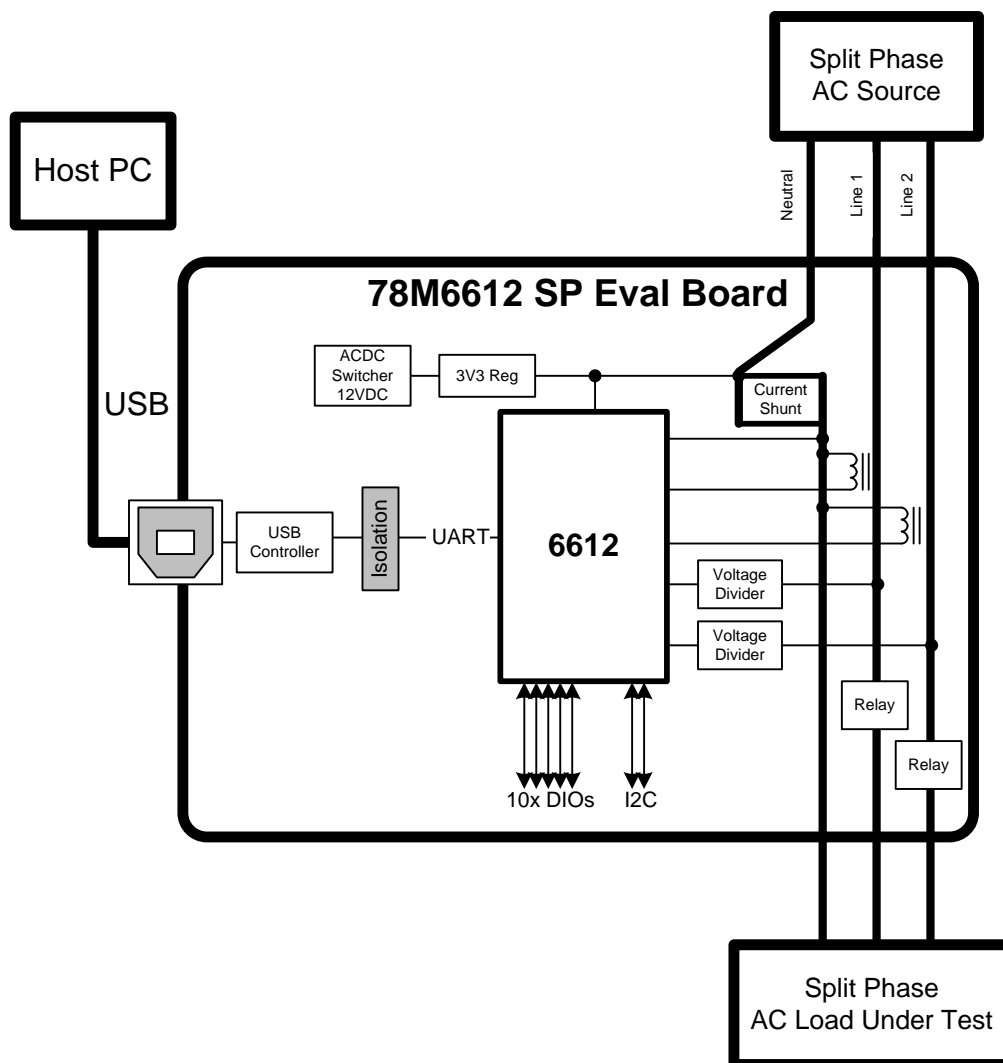 Split Phase
AC Source
Host PC
Neutral
Line 1
Line 2
78M6612 SP Eval Board
ACDC
Switcher
12VDC
3V3 Reg
Current
Shunt
USB
USB
Controller
Isolation
UART
6612
Voltage
Divider
Voltage
Divider
Relay
Relay
10x DIOs
I2C
Split Phase
AC Load Under Test